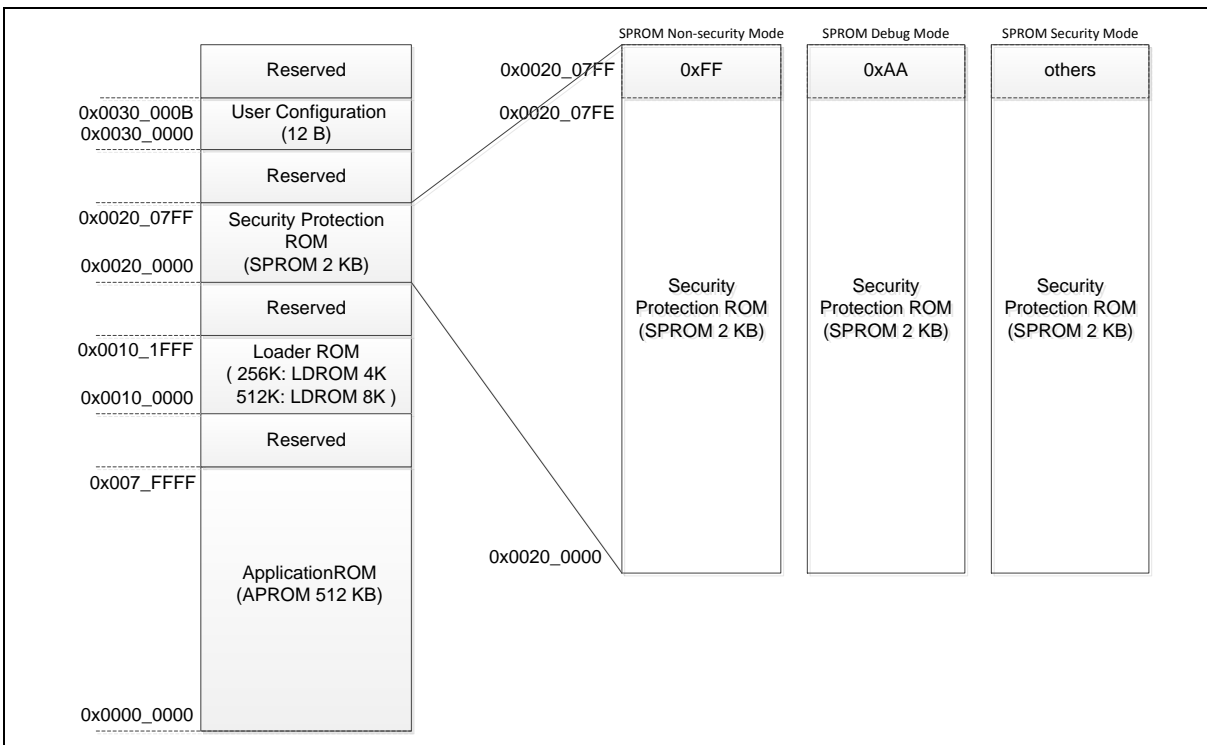 SPROM Non-security Mode
SPROM Debug Mode
SPROM Security Mode
Reserved
0x0030_000B
0x0030_0000
User Configuration
(12 B)
Reserved
0x0020_07FF
0x0020_0000
Security Protection
ROM
(SPROM 2 KB)
Reserved
0x0010_1FFF
0x0010_0000
Loader ROM
( 256K: LDROM 4K
512K: LDROM 8K )
Reserved
0x007_FFFF
ApplicationROM
(APROM 512 KB)
0x0000_0000
0x0020_07FF
0x0020_07FE
0x0020_0000
0xFF
Security
Protection ROM
(SPROM 2 KB)
0xAA
Security
Protection ROM
(SPROM 2 KB)
others
Security
Protection ROM
(SPROM 2 KB)